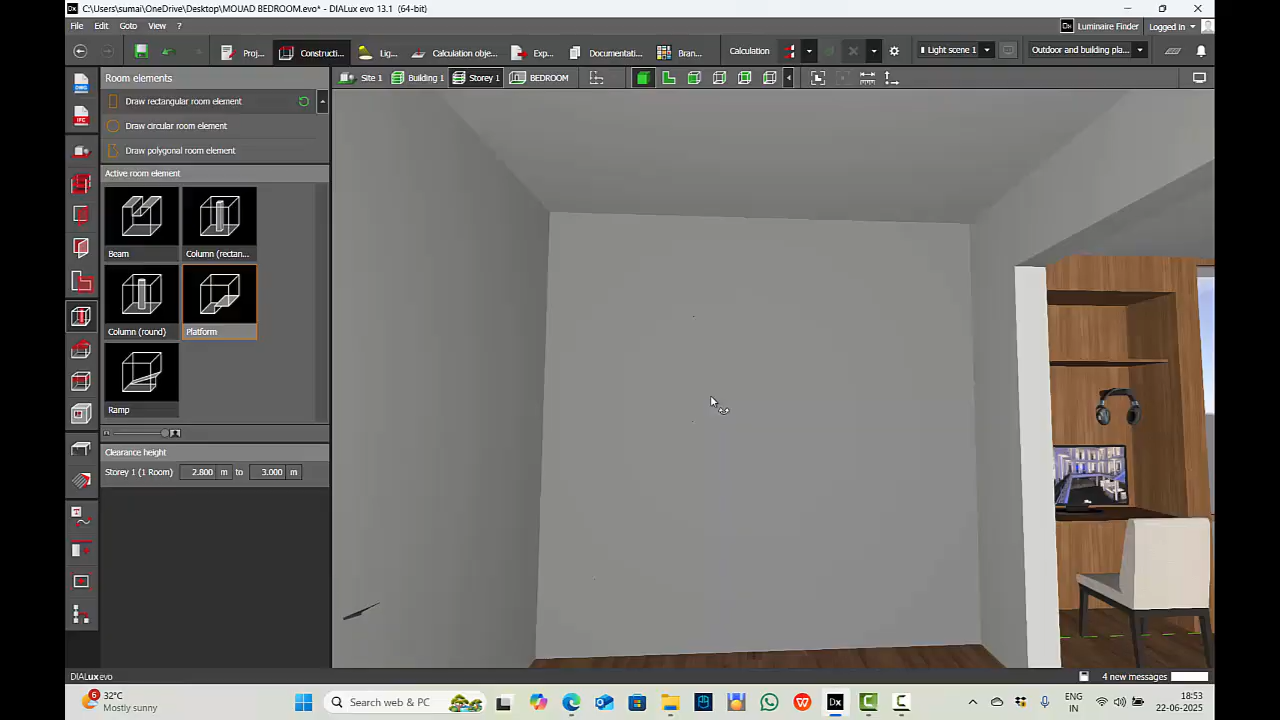 C:\Users\sumai\OneDrive\Desktop\MOUAD BEDROOM.evo* - DIALux evo 13.1 (64-bit)
File Edit Goto View ?
Luminaire Finder Logged in
Proj... Constructi... Lig... Calculation obje... Exp... Documentati... Bran... Calculation Light scene 1 Outdoor and building pla...
Room elements
Site 1 Building 1 Storey 1 BEDROOM
Draw rectangular room element
Draw circular room element
Draw polygonal room element
Active room element
Beam
Column (rectan...
Column (round)
Platform
Ramp
Clearance height
Storey 1 (1 Room) 2.800 m to 3.000 m
DIALux evo
4 new messages
6
32°C
Mostly sunny
Search web & PC
ENG
IN
18:53
22-06-2025